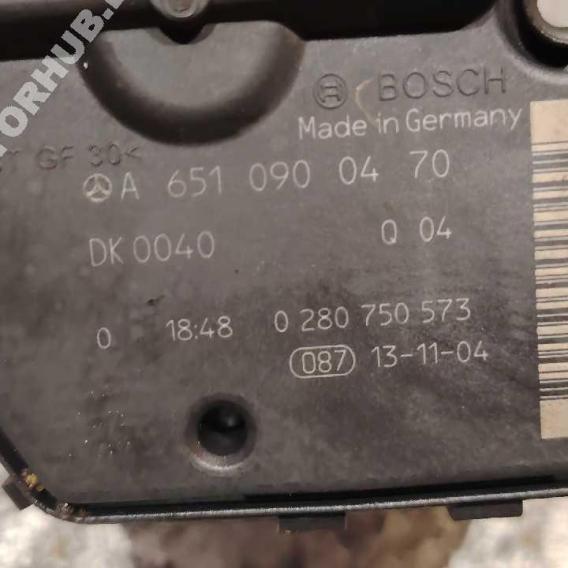 BOSCH
Made in Germany
GF 30<
A 651 090 04 70
DK 0040 Q 04
0 18:48 0 280 750 573
087 13-11-04